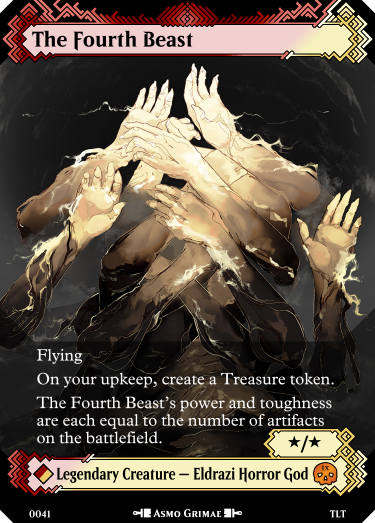 The Fourth Beast
Flying
On your upkeep, create a Treasure token.
The Fourth Beast's power and toughness
are each equal to the number of artifacts
on the battlefield.
★/★
Legendary Creature — Eldrazi Horror God
FX
0041
Asmo Grimae
TLT